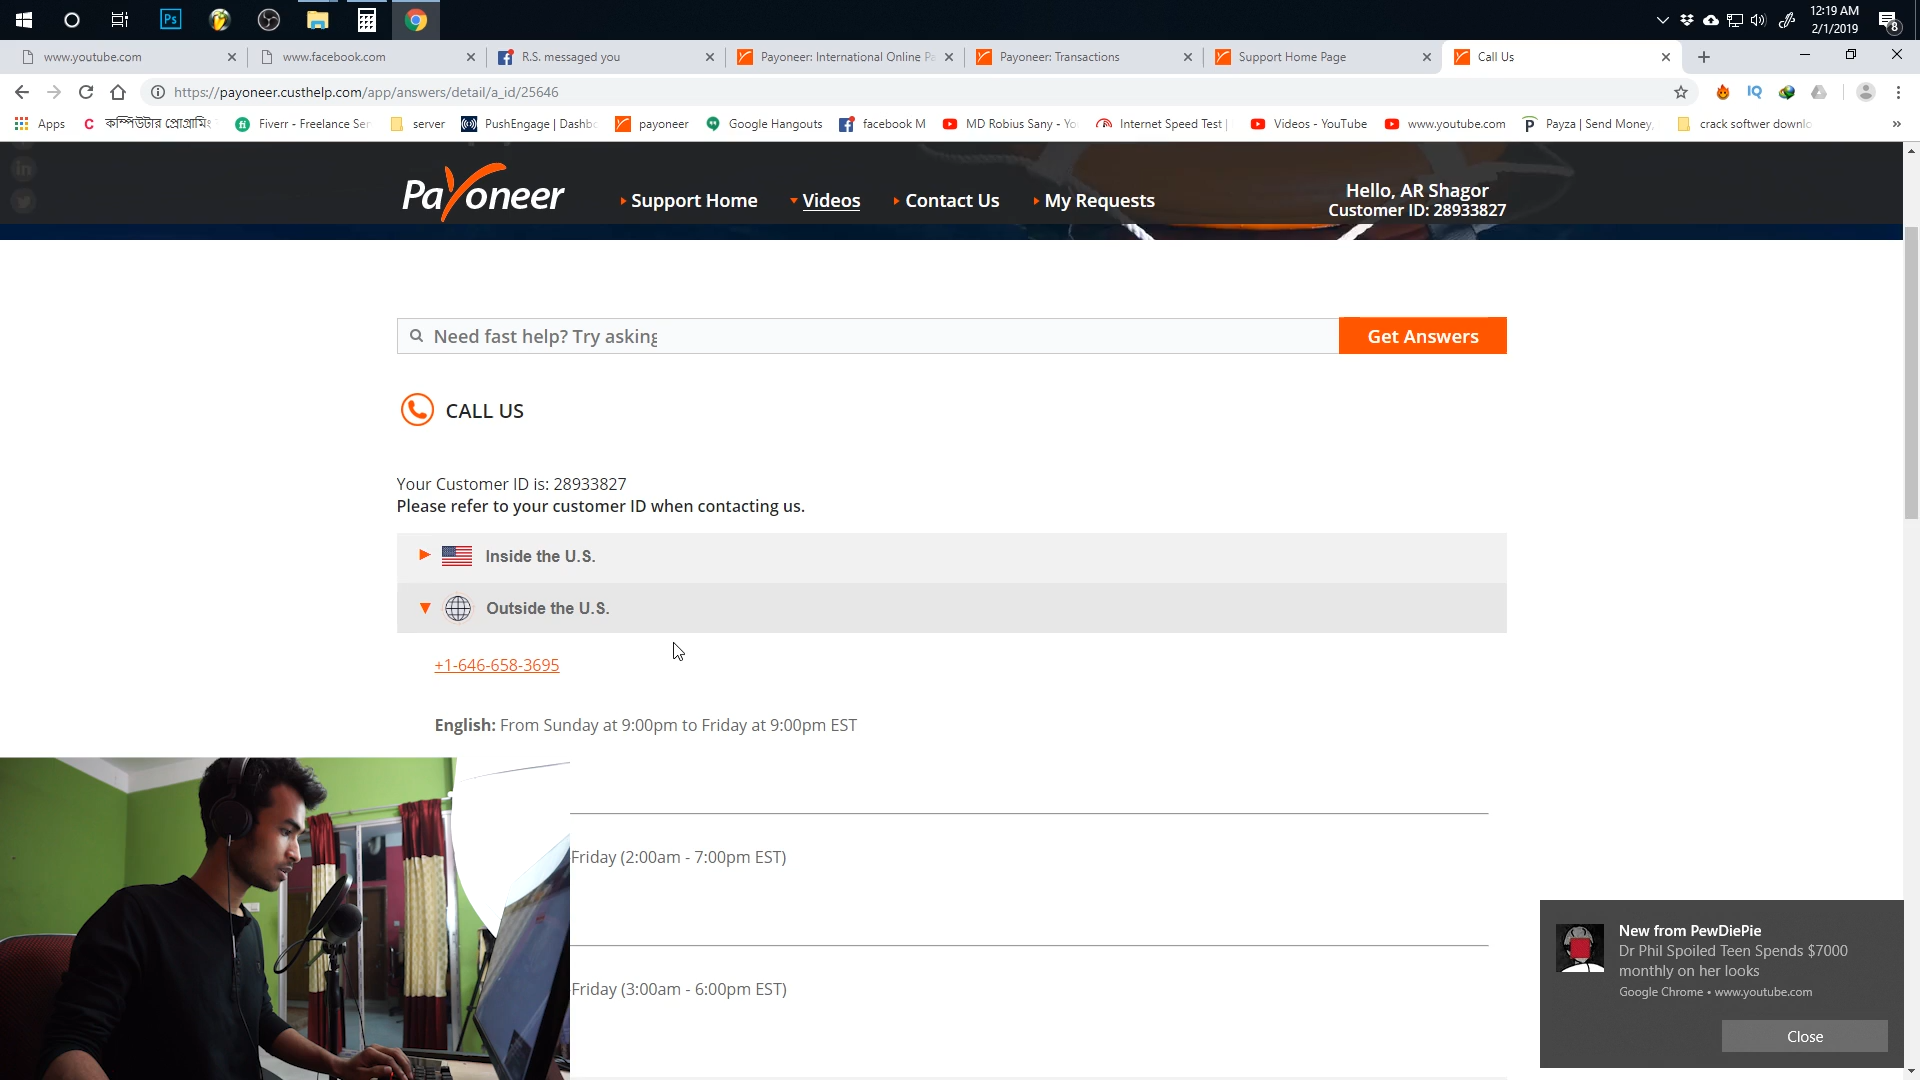 12:19 AM
2/1/2019
8
Ps
www.youtube.com
www.facebook.com
R.S. messaged you
Payoneer: International Online Pa
Payoneer: Transactions
Support Home Page
Call Us
https://payoneer.custhelp.com/app/answers/detail/a_id/25646
IQ
Apps
কম্পিউটার প্রোগ্রামিং
Fiverr - Freelance Ser
server
PushEngage | Dashbo
payoneer
Google Hangouts
facebook M
MD Robius Sany - Yo
Internet Speed Test |
Videos - YouTube
www.youtube.com
Payza | Send Money,
crack softwer downlo
Payoneer
Support Home
Videos
Contact Us
My Requests
Hello, AR Shagor
Customer ID: 28933827
Need fast help? Try asking
Get Answers
CALL US
Your Customer ID is: 28933827
Please refer to your customer ID when contacting us.
Inside the U.S.
Outside the U.S.
+1-646-658-3695
English: From Sunday at 9:00pm to Friday at 9:00pm EST
Friday (2:00am - 7:00pm EST)
Friday (3:00am - 6:00pm EST)
New from PewDiePie
Dr Phil Spoiled Teen Spends $7000
monthly on her looks
Google Chrome • www.youtube.com
Close